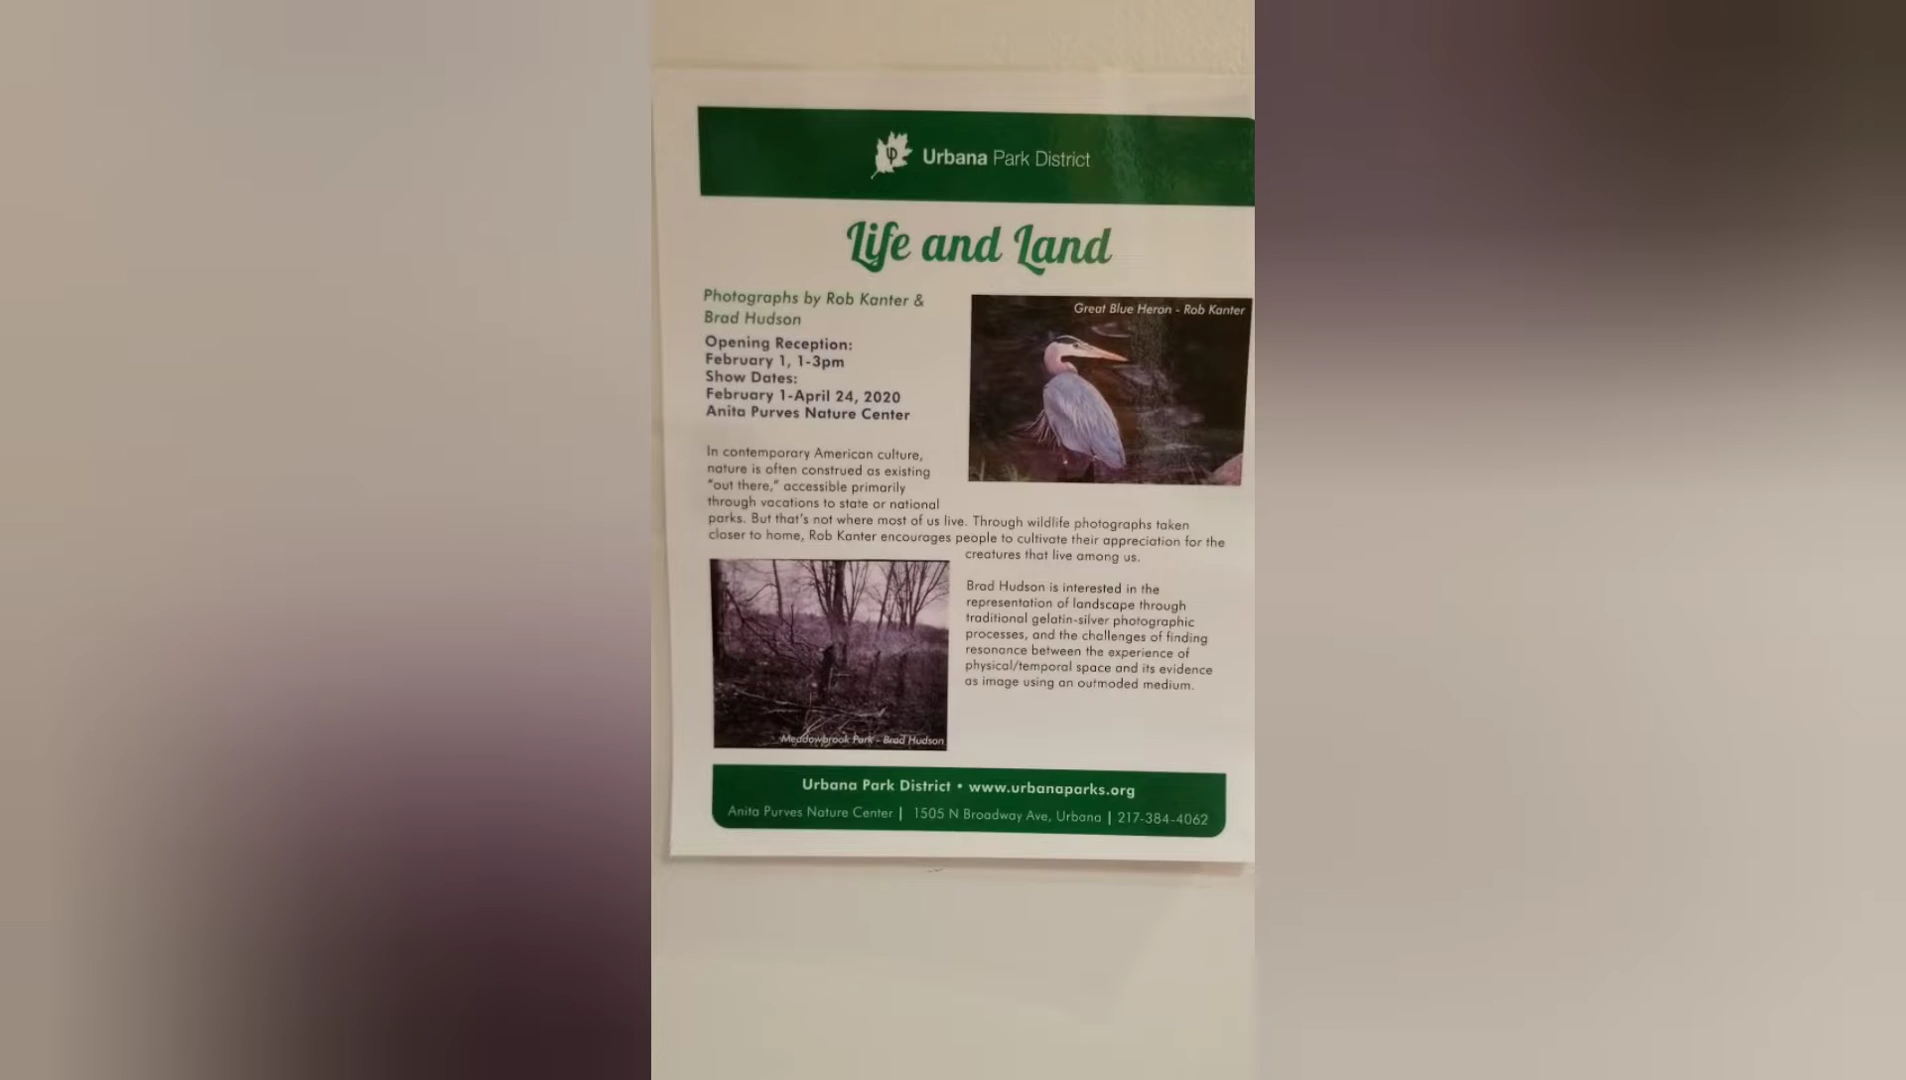 Urbana Park District
Life and Land
Photographs by Rob Kanter &
Brad Hudson
Opening Reception:
February 1, 1-3pm
Show Dates:
February 1-April 24, 2020
Anita Purves Nature Center
Great Blue Heron - Rob Kanter
In contemporary American culture,
nature is often construed as existing
"out there," accessible primarily
through vacations to state or national
parks. But that's not where most of us live. Through wildlife photographs taken
closer to home, Rob Kanter encourages people to cultivate their appreciation for the
creatures that live among us.
Brad Hudson is interested in the
representation of landscape through
traditional gelatin-silver photographic
processes, and the challenges of finding
resonance between the experience of
physical/temporal space and its evidence
as image using an outmoded medium.
Meadowbrook Park - Brad Hudson
Urbana Park District • www.urbanaparks.org
Anita Purves Nature Center | 1505 N Broadway Ave, Urbana | 217-384-4062